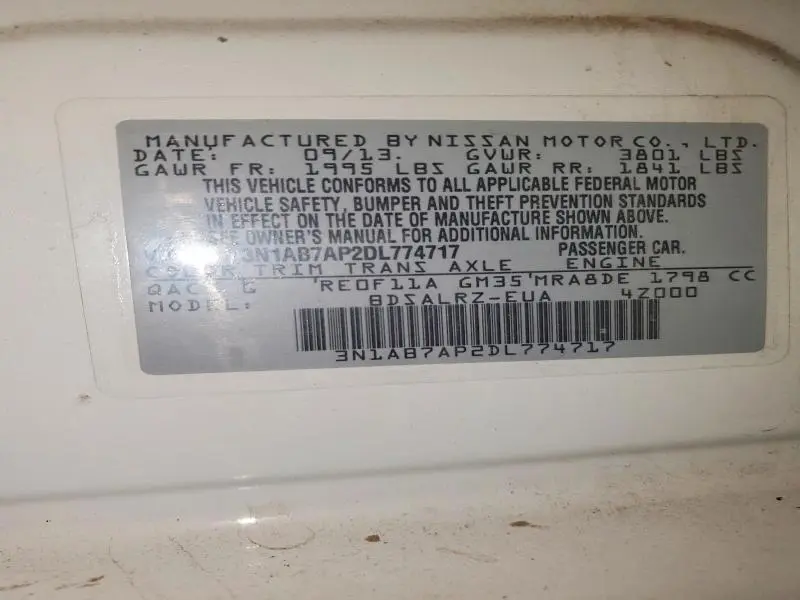 MANUFACTURED BY NISSAN MOTOR CO., LTD.
DATE: 09/13. GVWR: 3801 LBS
GAWR FR: 1995 LBS GAWR RR: 1841 LBS
THIS VEHICLE CONFORMS TO ALL APPLICABLE FEDERAL MOTOR
VEHICLE SAFETY, BUMPER AND THEFT PREVENTION STANDARDS
IN EFFECT ON THE DATE OF MANUFACTURE SHOWN ABOVE.
SEE OWNER'S MANUAL FOR ADDITIONAL INFORMATION.
3N1AB7AP2DL774717 PASSENGER CAR.
COLOR TRIM TRANS AXLE ENGINE
QAC G 'RE0F11A GM35'MRA8DE 1798 CC
MODEL: BDSALRZ-EUA 4Z000
3N1AB7AP2DL774717